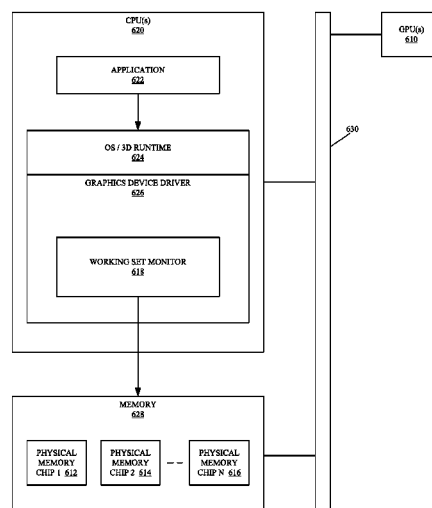 CPU(s)
620
GPU(s)
610
APPLICATION
622
630
OS / 3D RUNTIME
624
GRAPHICS DEVICE DRIVER
626
WORKING SET MONITOR
618
MEMORY
628
PHYSICAL
MEMORY
CHIP 1 612
PHYSICAL
MEMORY
CHIP 2 614
PHYSICAL
MEMORY
CHIP N 616